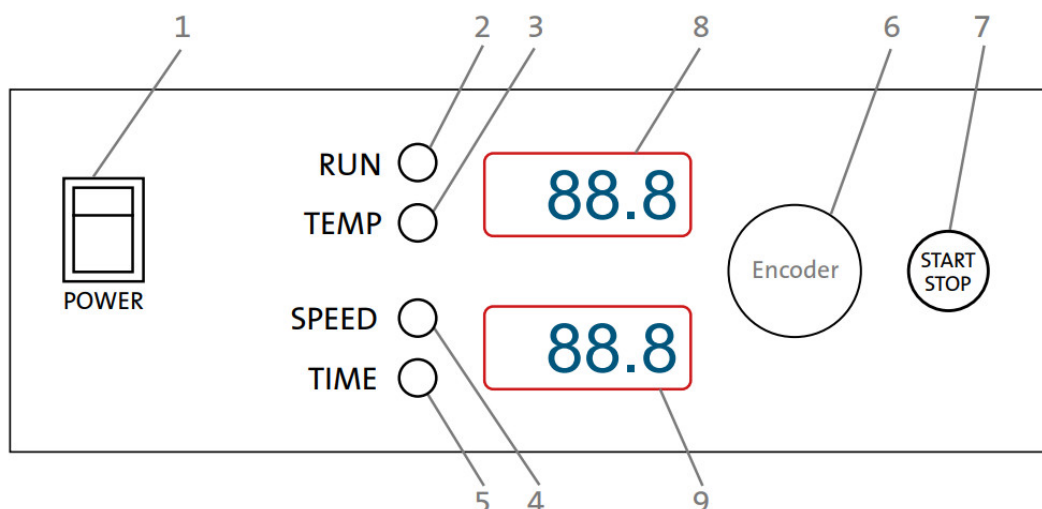 1 2 3 8 6 7
RUN
88.8
TEMP
POWER
Encoder
START
STOP
SPEED
88.8
TIME
5 4 9